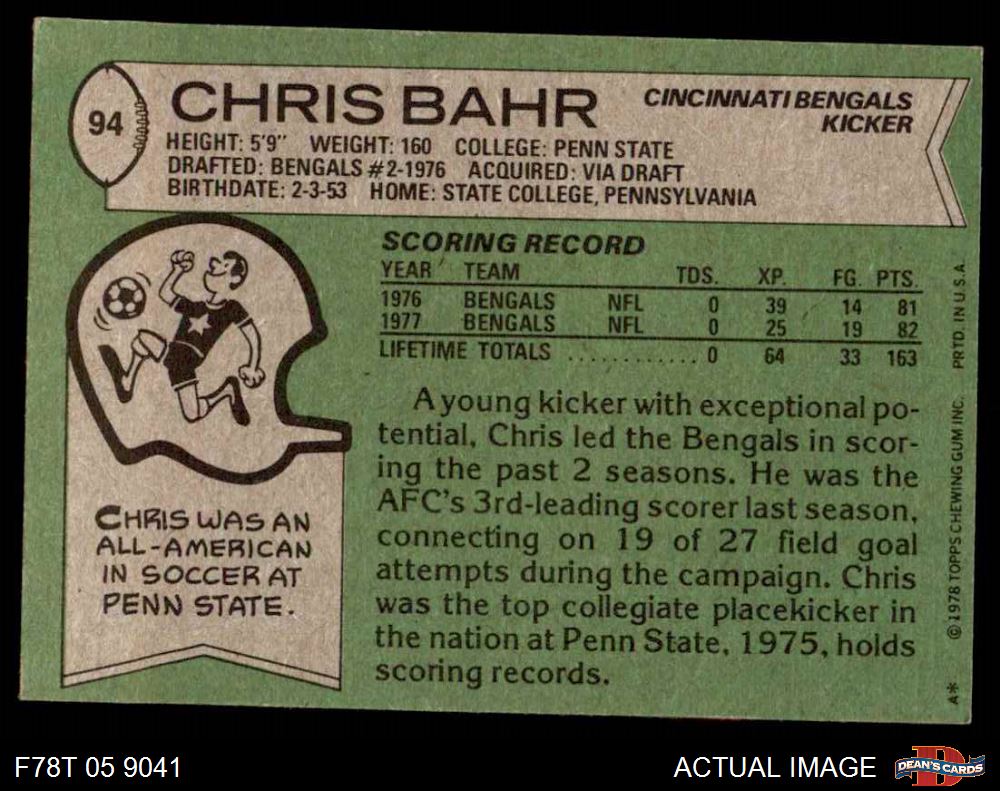 94
CHRIS BAHR
CINCINNATI BENGALS
KICKER
HEIGHT: 5'9" WEIGHT: 160 COLLEGE: PENN STATE
DRAFTED: BENGALS #2-1976 ACQUIRED: VIA DRAFT
BIRTHDATE: 2-3-53 HOME: STATE COLLEGE, PENNSYLVANIA
SCORING RECORD
YEAR TEAM TDS. XP. FG. PTS.
1976 BENGALS NFL 0 39 14 81
1977 BENGALS NFL 0 25 19 82
LIFETIME TOTALS ............ 0 64 33 163
A young kicker with exceptional po-
tential, Chris led the Bengals in scor-
ing the past 2 seasons. He was the
AFC's 3rd-leading scorer last season,
connecting on 19 of 27 field goal
attempts during the campaign. Chris
was the top collegiate placekicker in
the nation at Penn State, 1975, holds
scoring records.
CHRIS WAS AN
ALL-AMERICAN
IN SOCCER AT
PENN STATE.
A* © 1978 TOPPS CHEWING GUM INC. PRTD. IN U.S.A
F78T 05 9041
ACTUAL IMAGE
D
DEAN'S CARDS